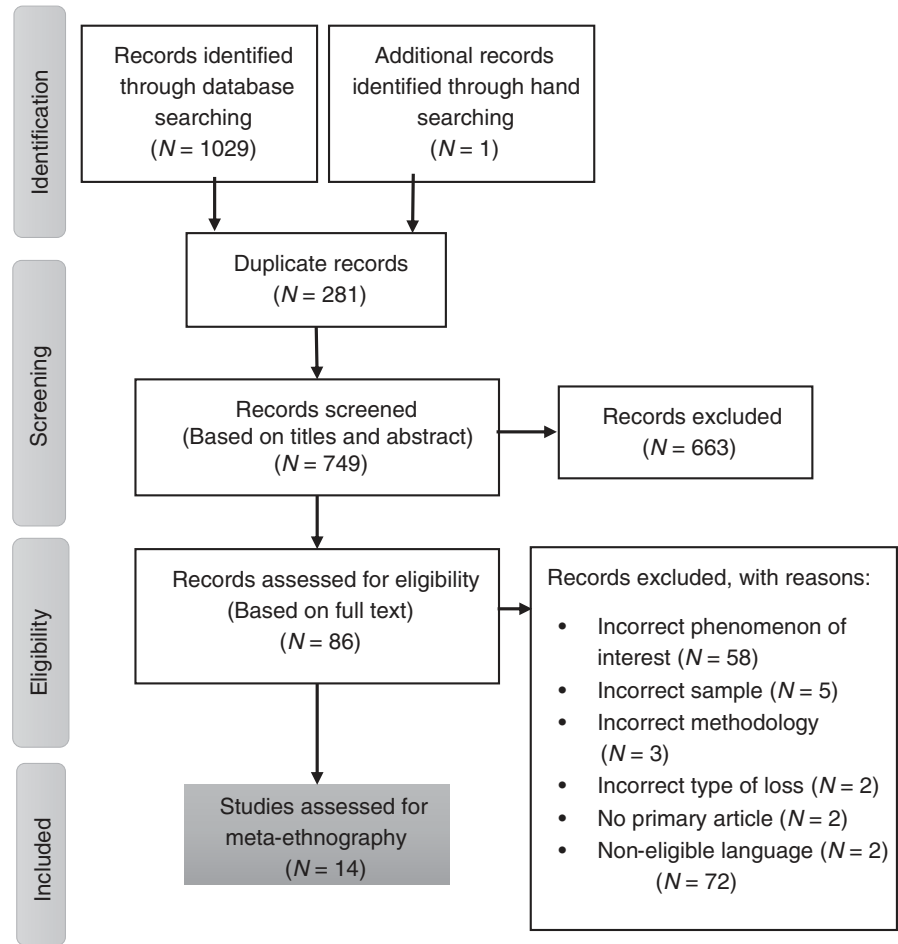 Identification
Records identified
through database
searching
(N = 1029)
Additional records
identified through hand
searching
(N = 1)
Duplicate records
(N = 281)
Screening
Records screened
(Based on titles and abstract)
(N = 749)
Records excluded
(N = 663)
Eligibility
Records assessed for eligibility
(Based on full text)
(N = 86)
Records excluded, with reasons:
• Incorrect phenomenon of
interest (N = 58)
• Incorrect sample (N = 5)
• Incorrect methodology
(N = 3)
• Incorrect type of loss (N = 2)
• No primary article (N = 2)
• Non-eligible language (N = 2)
(N = 72)
Included
Studies assessed for
meta-ethnography
(N = 14)